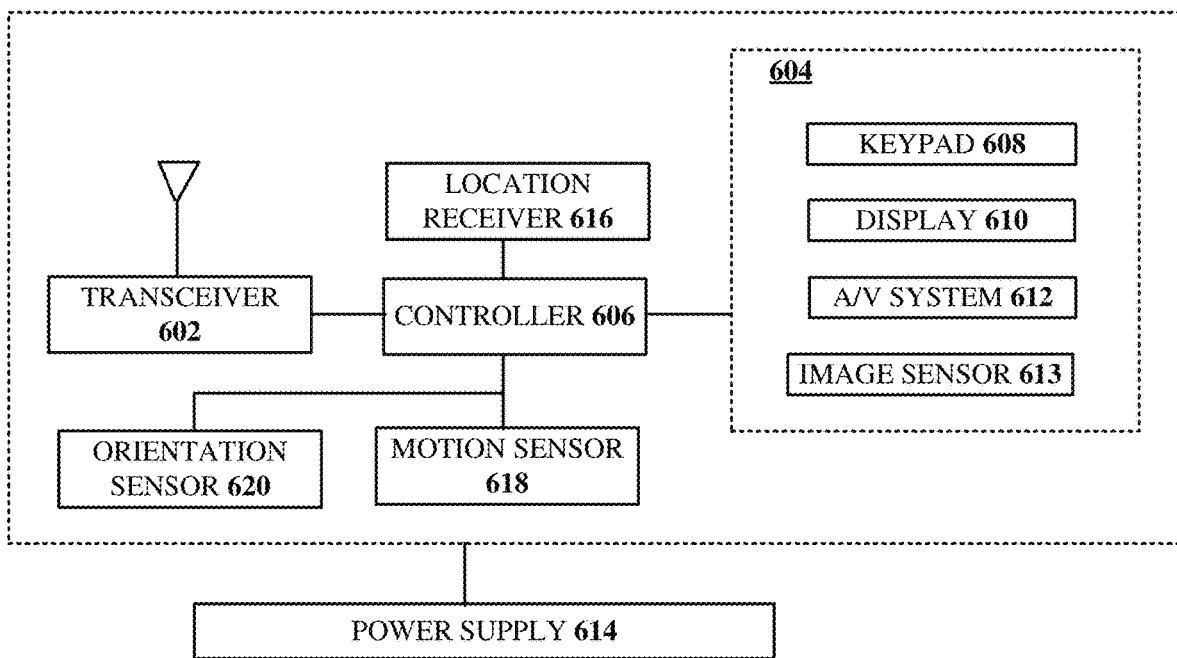 604
KEYPAD 608
LOCATION
RECEIVER 616
DISPLAY 610
TRANSCEIVER
602
CONTROLLER 606
A/V SYSTEM 612
IMAGE SENSOR 613
ORIENTATION
SENSOR 620
MOTION SENSOR
618
POWER SUPPLY 614